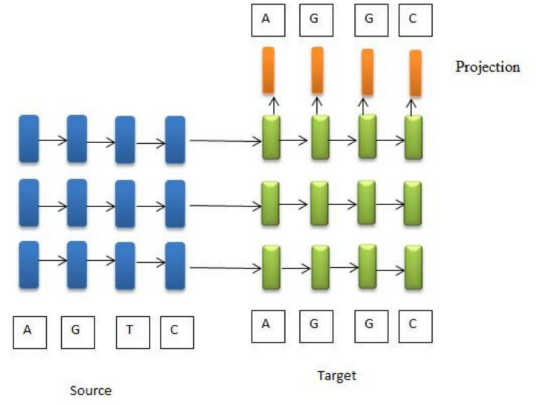 A G G C
Projection
A G T C
A G G C
Source
Target